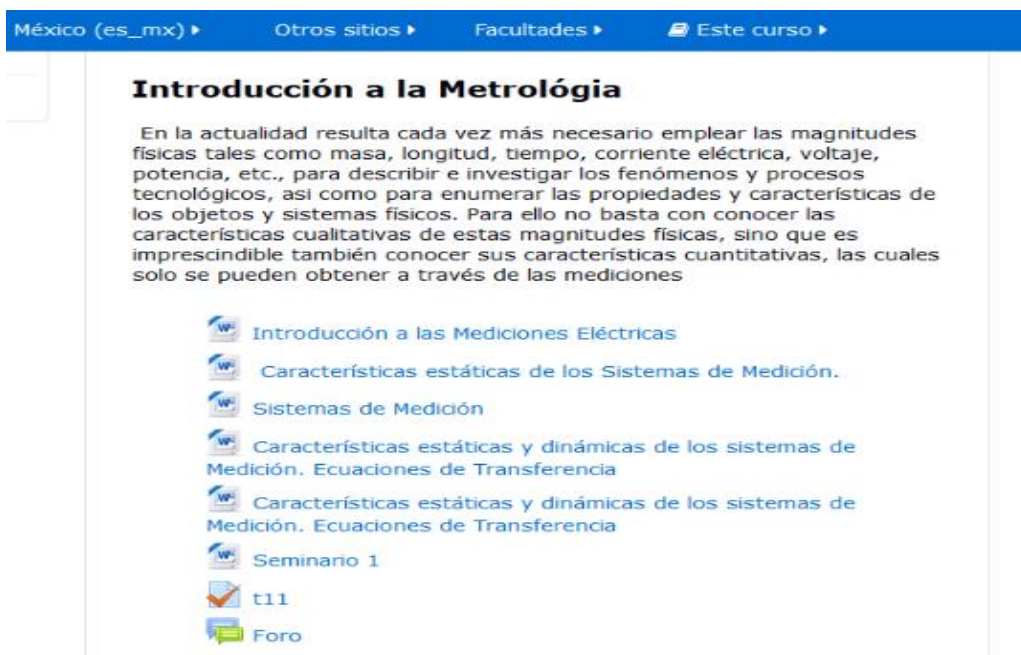 México (es_mx) Otros sitios Facultades Este curso
Introducción a la Metrológia
En la actualidad resulta cada vez más necesario emplear las magnitudes
físicas tales como masa, longitud, tiempo, corriente eléctrica, voltaje,
potencia, etc., para describir e investigar los fenómenos y procesos
tecnológicos, asi como para enumerar las propiedades y características de
los objetos y sistemas físicos. Para ello no basta con conocer las
características cualitativas de estas magnitudes físicas, sino que es
imprescindible también conocer sus características cuantitativas, las cuales
solo se pueden obtener a través de las mediciones
Introducción a las Mediciones Eléctricas
Características estáticas de los Sistemas de Medición.
Sistemas de Medición
Características estáticas y dinámicas de los sistemas de
Medición. Ecuaciones de Transferencia
Características estáticas y dinámicas de los sistemas de
Medición. Ecuaciones de Transferencia
Seminario 1
t11
Foro